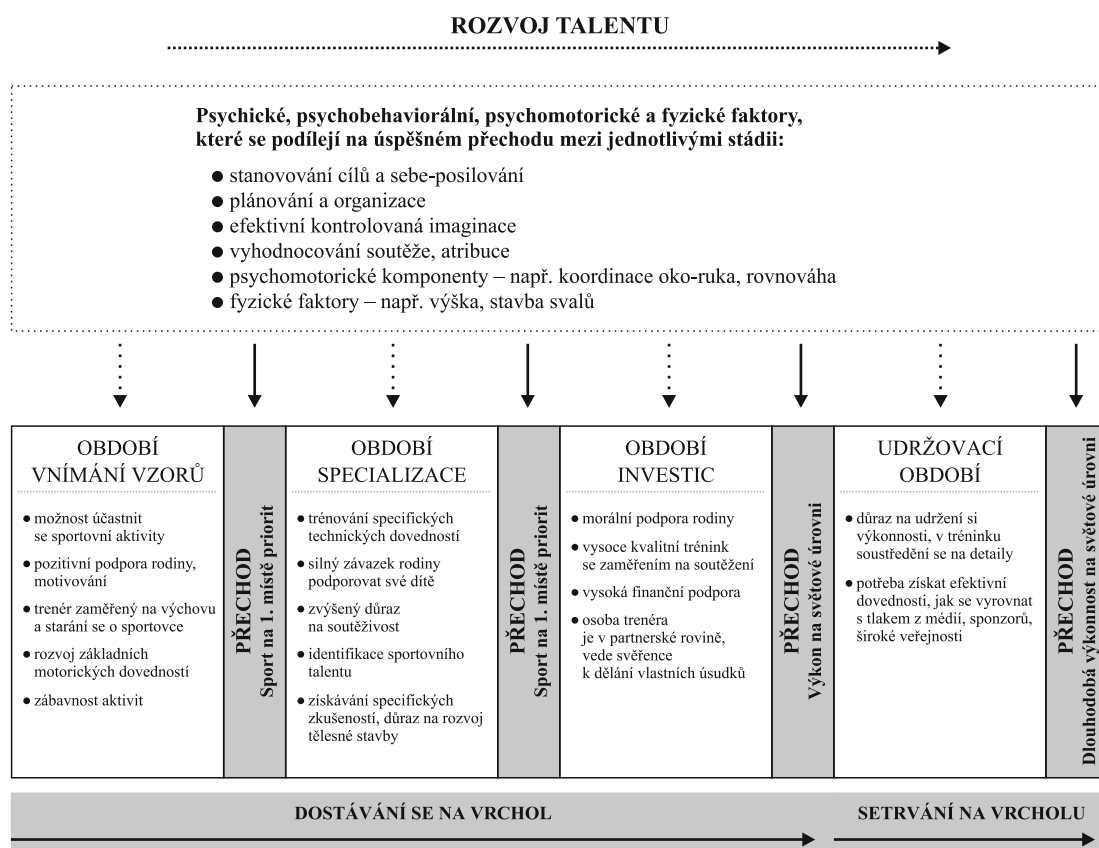 ROZVOJ TALENTU
Psychické, psychobehaviorální, psychomotorické a fyzické faktory,
které se podílejí na úspěšném přechodu mezi jednotlivými stádii:
● stanovování cílů a sebe-posilování
● plánování a organizace
● efektivní kontrolovaná imaginace
● vyhodnocování soutěže, atribuce
● psychomotorické komponenty – např. koordinace oko-ruka, rovnováha
● fyzické faktory – např. výška, stavba svalů
OBDOBÍ
VNÍMÁNÍ VZORŮ
● možnost účastnit
se sportovní aktivity
● pozitivní podpora rodiny,
motivování
● trenér zaměřený na výchovu
a starání se o sportovce
● rozvoj základních
motorických dovedností
● zábavnost aktivit
PŘECHOD
Sport na 1. místě priorit
OBDOBÍ
SPECIALIZACE
● trénování specifických
technických dovedností
● silný závazek rodiny
podporovat své dítě
● zvýšený důraz
na soutěživost
● identifikace sportovního
talentu
● získávání specifických
zkušeností, důraz na rozvoj
tělesné stavby
PŘECHOD
Sport na 1. místě priorit
OBDOBÍ
INVESTIC
● morální podpora rodiny
● vysoce kvalitní trénink
se zaměřením na soutěžení
● vysoká finanční podpora
● osoba trenéra
je v partnerské rovině,
vede svěřence
k dělání vlastních úsudků
PŘECHOD
Výkon na světové úrovni
UDRŽOVACÍ
OBDOBÍ
● důraz na udržení si
výkonnosti, v tréninku
soustředění se na detaily
● potřeba získat efektivní
dovednosti, jak se vyrovnat
s tlakem z médií, sponzorů,
široké veřejnosti
PŘECHOD
Dlouhodobá výkonnost na světové úrovni
DOSTÁVÁNÍ SE NA VRCHOL
SETRVÁNÍ NA VRCHOLU